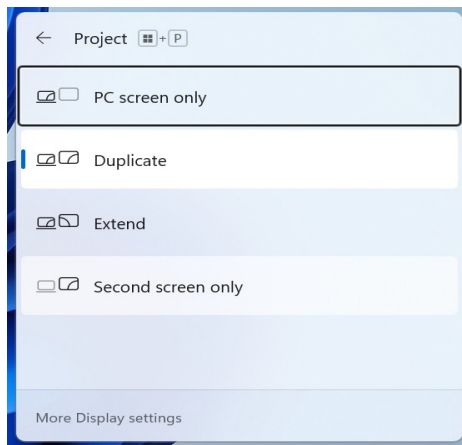 Project + P
PC screen only
Duplicate
Extend
Second screen only
More Display settings